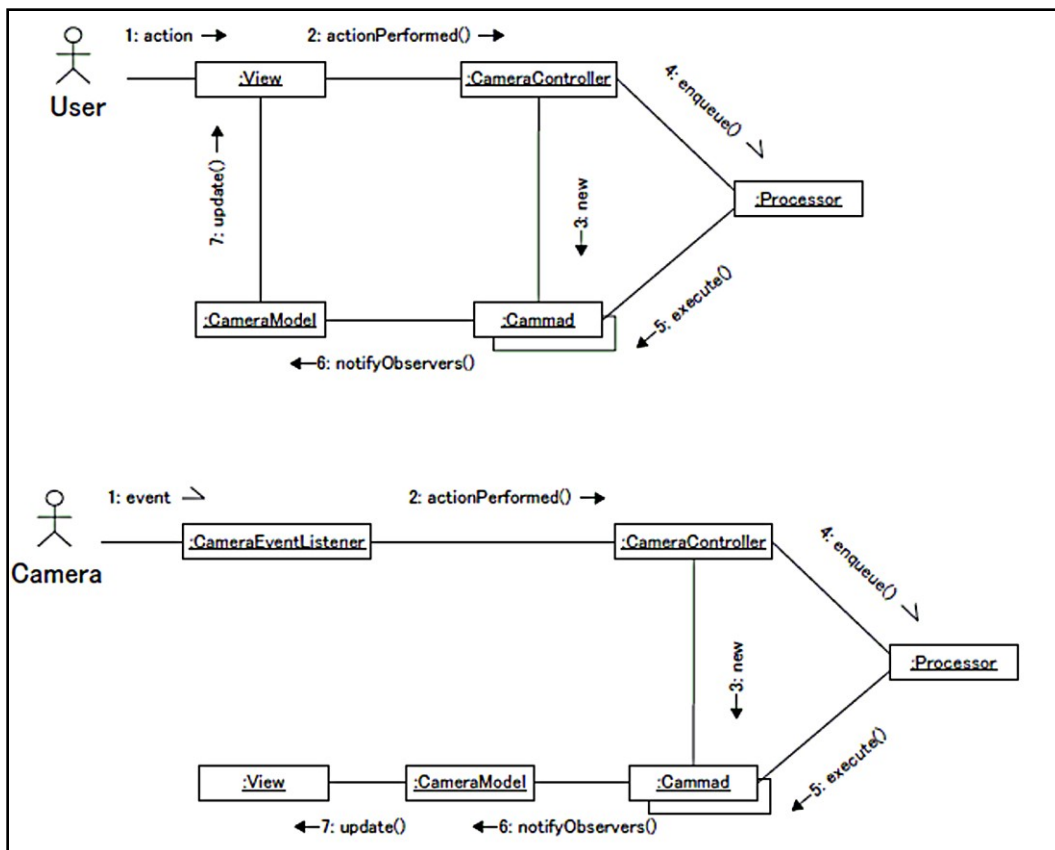 1: action →
2: actionPerformed() →
:View
:CameraController
User
4: enqueue()
7: update() →
←3: new
:Processor
:CameraModel
:Cammad
←5: execute()
←6: notifyObservers()
1: event
2: actionPerformed() →
:CameraEventListener
:CameraController
Camera
4: enqueue()
←3: new
:Processor
:View
:CameraModel
:Cammad
←5: execute()
←7: update()
←6: notifyObservers()